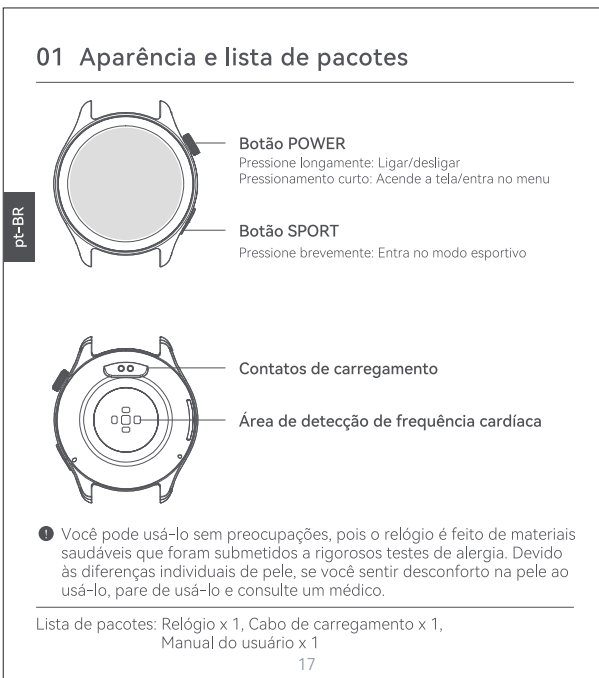 01 Aparência e lista de pacotes
Botão POWER
Pressione longamente: Ligar/desligar
Pressionamento curto: Acende a tela/entra no menu
pt-BR
Botão SPORT
Pressione brevemente: Entra no modo esportivo
Contatos de carregamento
Área de detecção de frequência cardíaca
Você pode usá-lo sem preocupações, pois o relógio é feito de materiais
saudáveis que foram submetidos a rigorosos testes de alergia. Devido
às diferenças individuais de pele, se você sentir desconforto na pele ao
usá-lo, pare de usá-lo e consulte um médico.
Lista de pacotes: Relógio x 1, Cabo de carregamento x 1,
Manual do usuário x 1
17